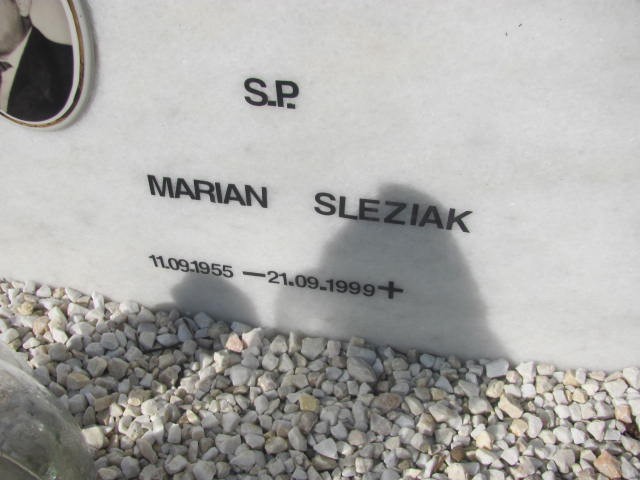 S.P.
MARIAN SLEZIAK
11.09.1955 — 21.09.1999 +